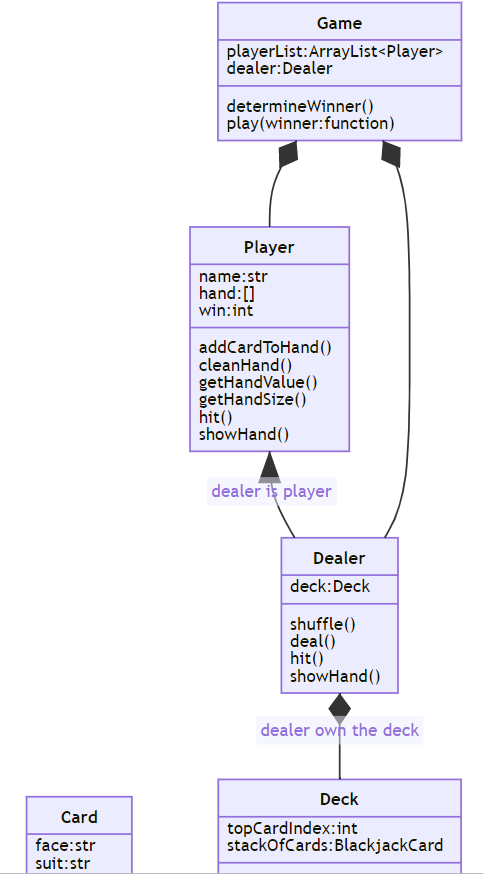 Game
playerList:ArrayList<Player>
dealer:Dealer
determineWinner()
play(winner:function)
Player
name:str
hand:[]
win:int
addCardToHand()
cleanHand()
getHandValue()
getHandSize()
hit()
showHand()
dealer is player
Dealer
deck:Deck
shuffle()
deal()
hit()
showHand()
dealer own the deck
Card
face:str
suit:str
Deck
topCardIndex:int
stackOfCards:BlackjackCard